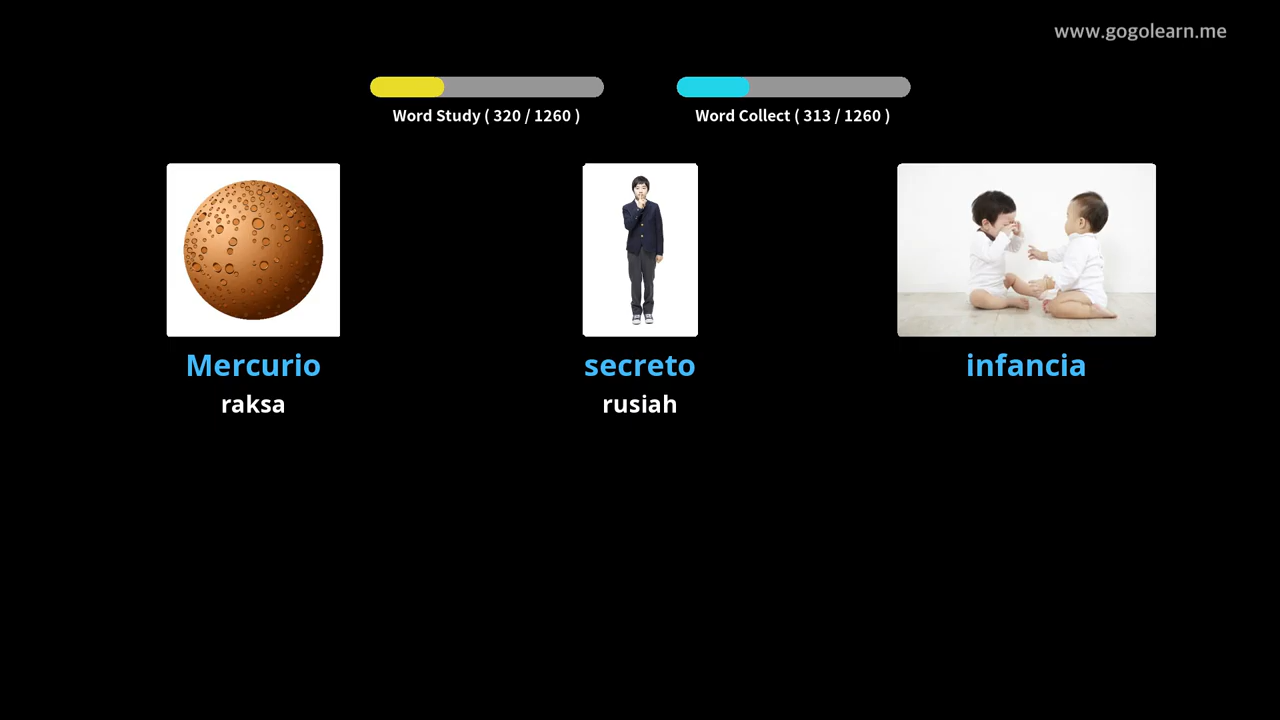 www.gogolearn.me
Word Study ( 320 / 1260 )
Word Collect ( 313 / 1260 )
Mercurio
raksa
secreto
rusiah
infancia